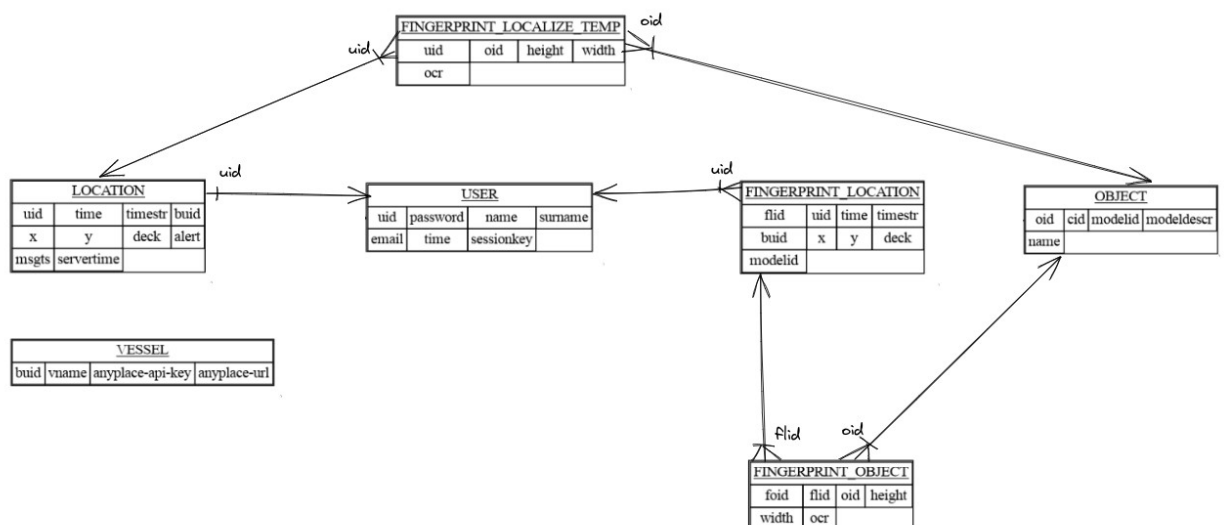 FINGERPRINT_LOCALIZE_TEMP
uid oid height width
ocr
uid
oid
LOCATION
uid time timestr buid
x y deck alert
msgts servertime
uid
USER
uid password name surname
email time sessionkey
uid
FINGERPRINT_LOCATION
flid uid time timestr
buid x y deck
modelid
OBJECT
oid cid modelid modeldescr
name
VESSEL
buid vname anyplace-api-key anyplace-url
flid
oid
FINGERPRINT_OBJECT
foid flid oid height
width ocr